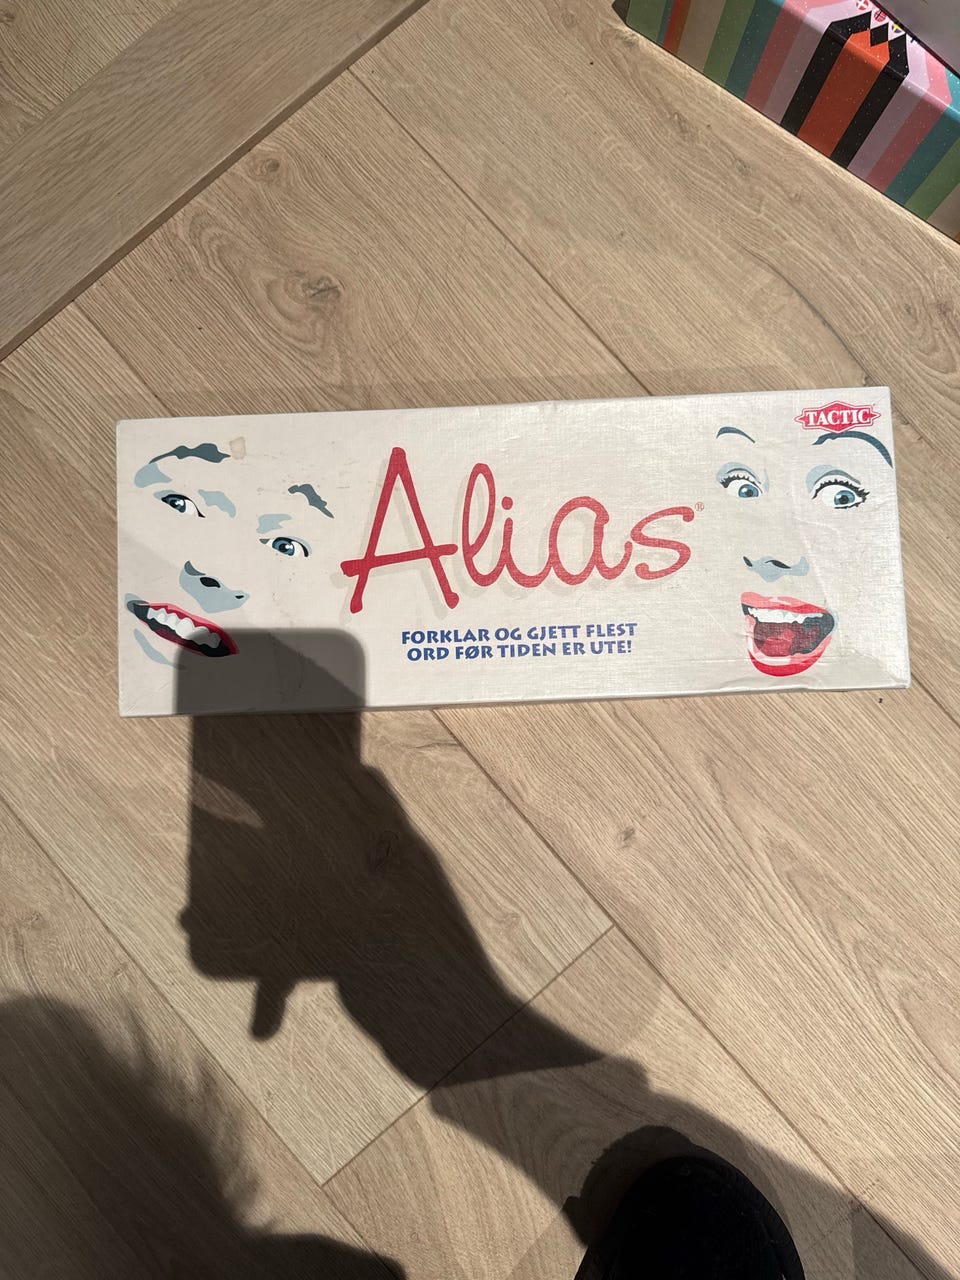 TACTIC
Alias®
FORKLAR OG GJETT FLEST
ORD FØR TIDEN ER UTE!